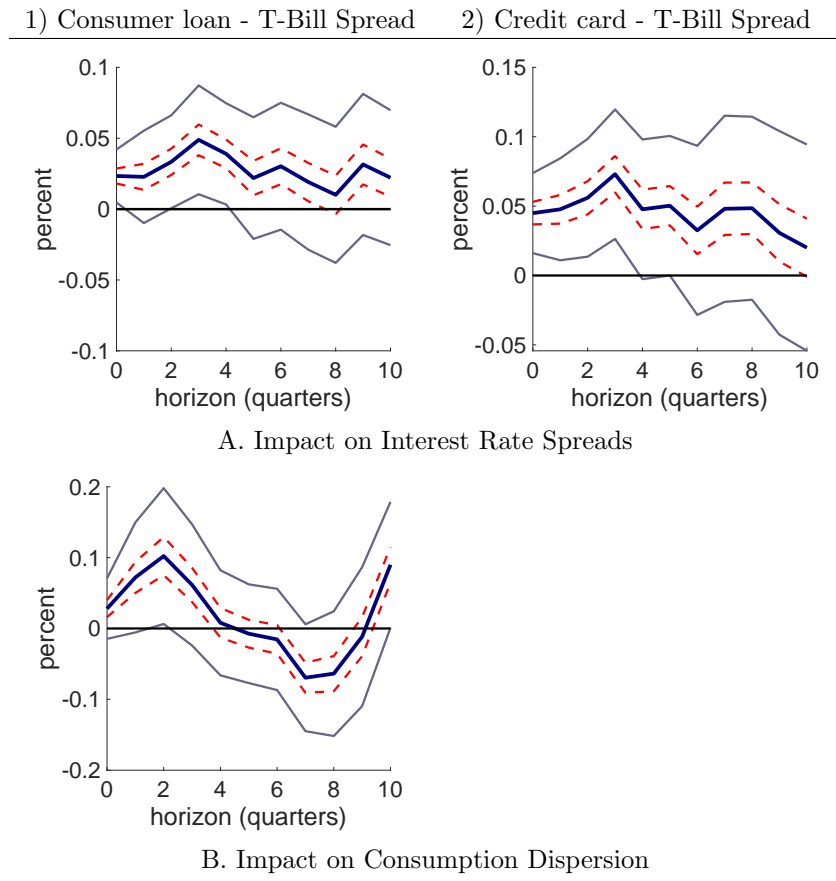 1) Consumer loan - T-Bill Spread
2) Credit card - T-Bill Spread
0.1
0.05
0
-0.05
-0.1
percent
0 2 4 6 8 10
horizon (quarters)
0.15
0.1
0.05
0
-0.05
percent
0 2 4 6 8 10
horizon (quarters)
A. Impact on Interest Rate Spreads
0.2
0.1
0
-0.1
-0.2
percent
0 2 4 6 8 10
horizon (quarters)
B. Impact on Consumption Dispersion